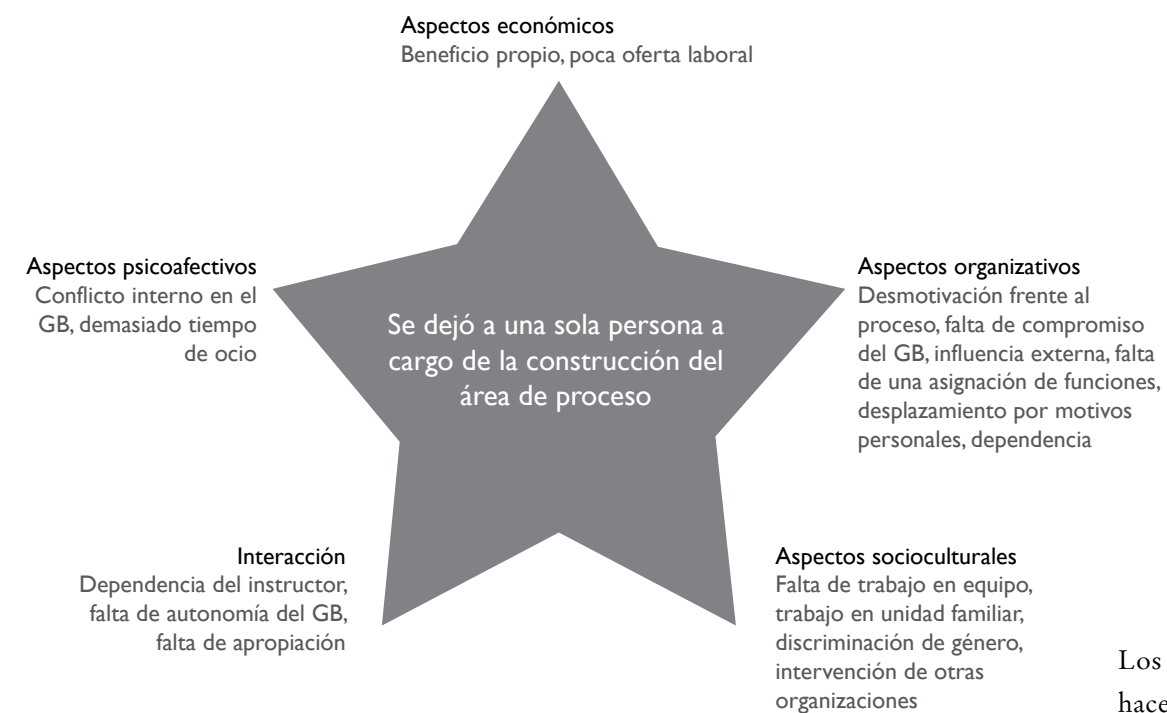 Aspectos económicos
Beneficio propio, poca oferta laboral
Aspectos psicoafectivos
Conflicto interno en el
GB, demasiado tiempo
de ocio
Se dejó a una sola persona a
cargo de la construcción del
área de proceso
Aspectos organizativos
Desmotivación frente al
proceso, falta de compromiso
del GB, influencia externa, falta
de una asignación de funciones,
desplazamiento por motivos
personales, dependencia
Interacción
Dependencia del instructor,
falta de autonomía del GB,
falta de apropiación
Aspectos socioculturales
Falta de trabajo en equipo,
trabajo en unidad familiar,
discriminación de género,
intervención de otras
organizaciones
Los
hace